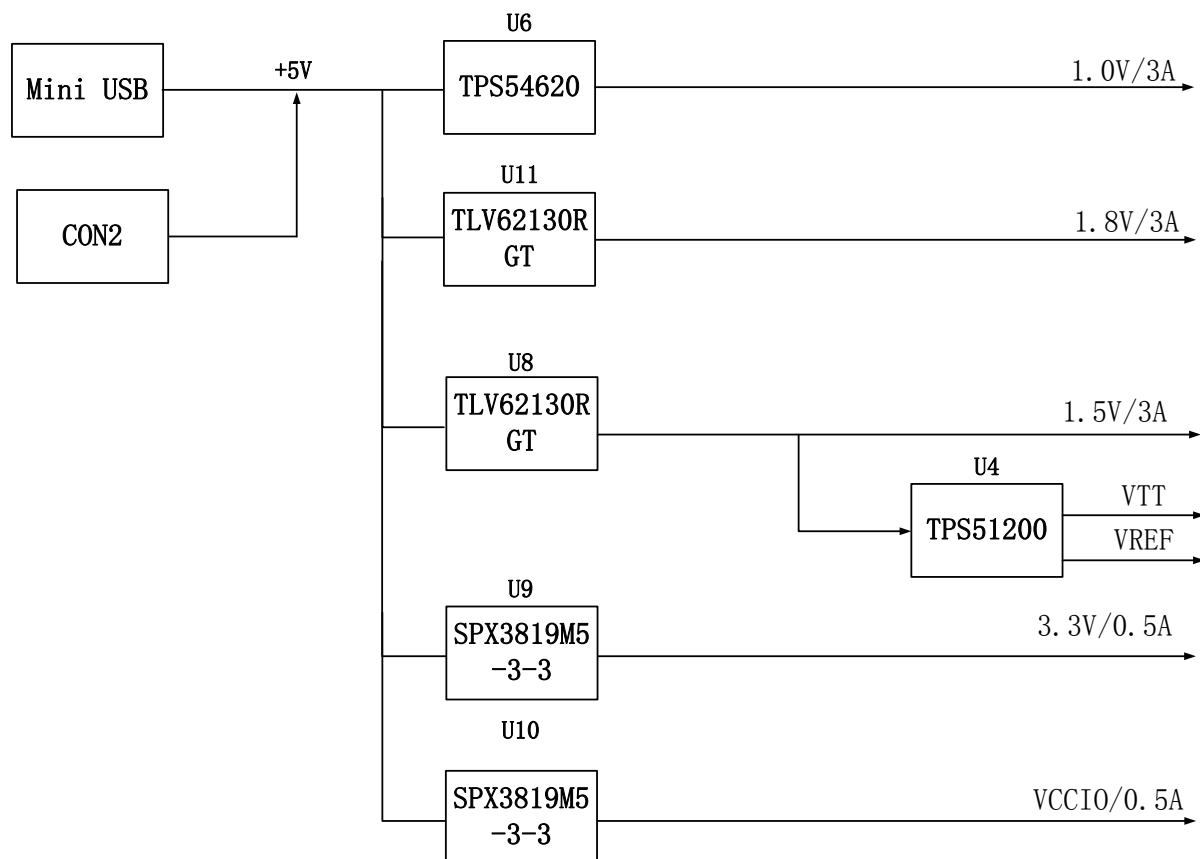 U6
Mini USB
+5V
TPS54620
1.0V/3A
U11
CON2
TLV62130R
GT
1.8V/3A
U8
TLV62130R
GT
1.5V/3A
U4
TPS51200
VTT
VREF
U9
SPX3819M5
-3-3
3.3V/0.5A
U10
SPX3819M5
-3-3
VCCIO/0.5A